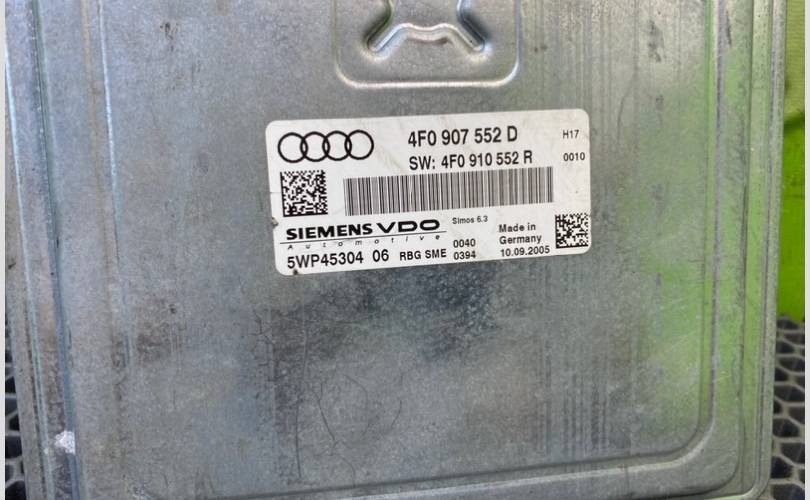 4F0 907 552 D H17
SW: 4F0 910 552 R 0010
SIEMENS VDO Simos 6.3
Automotive
Made in
Germany
5WP45304 06 RBG SME 0040
0394 10.09.2005